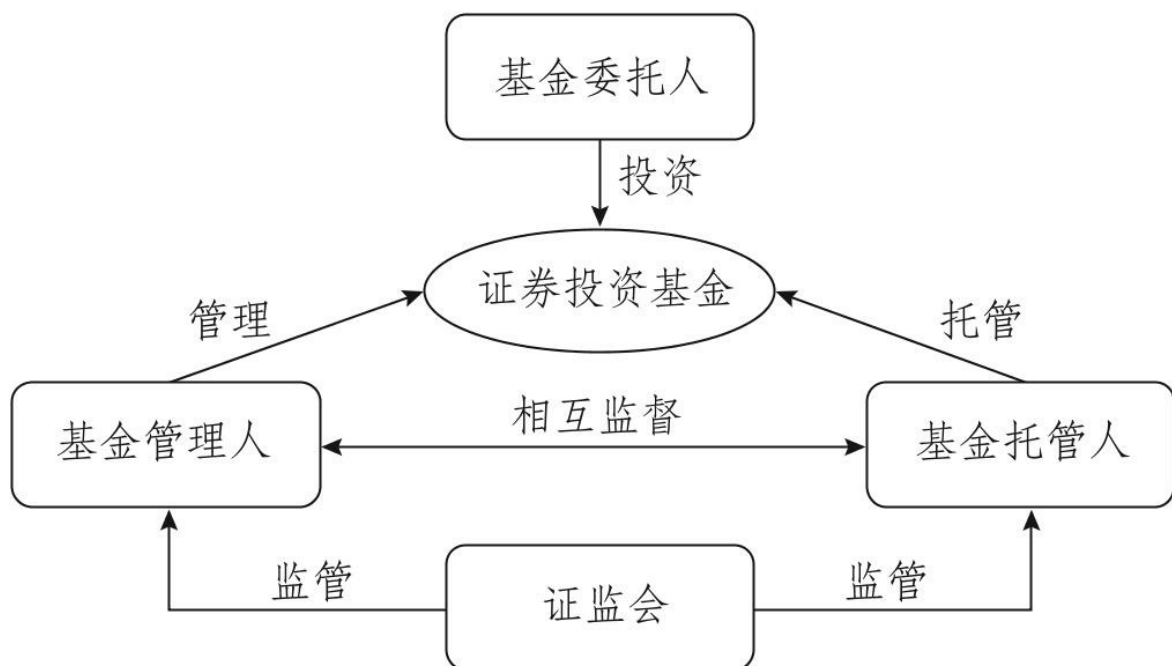 基金委托人
投资
证券投资基金
管理
托管
基金管理人
相互监督
基金托管人
监管
证监会
监管